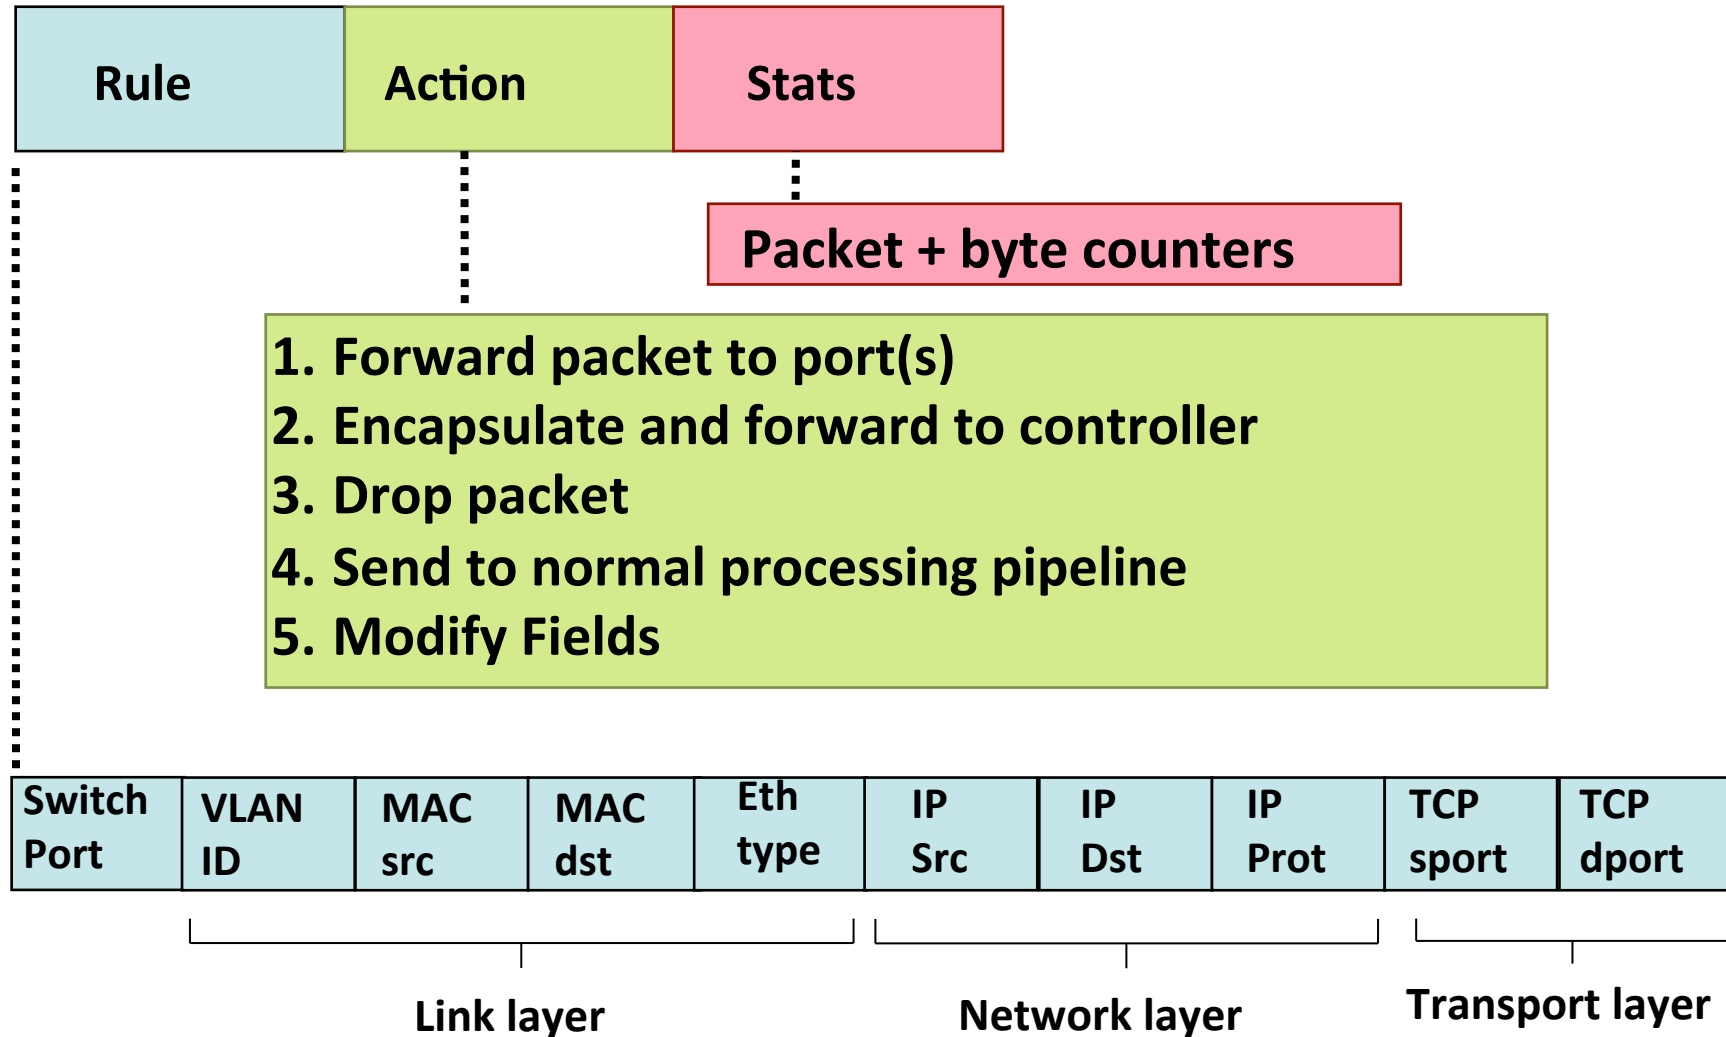 Rule Action Stats
Packet + byte counters
1. Forward packet to port(s)
2. Encapsulate and forward to controller
3. Drop packet
4. Send to normal processing pipeline
5. Modify Fields
Switch
Port
VLAN
ID
MAC
src
MAC
dst
Eth
type
IP
Src
IP
Dst
IP
Prot
TCP
sport
TCP
dport
Link layer
Network layer
Transport layer